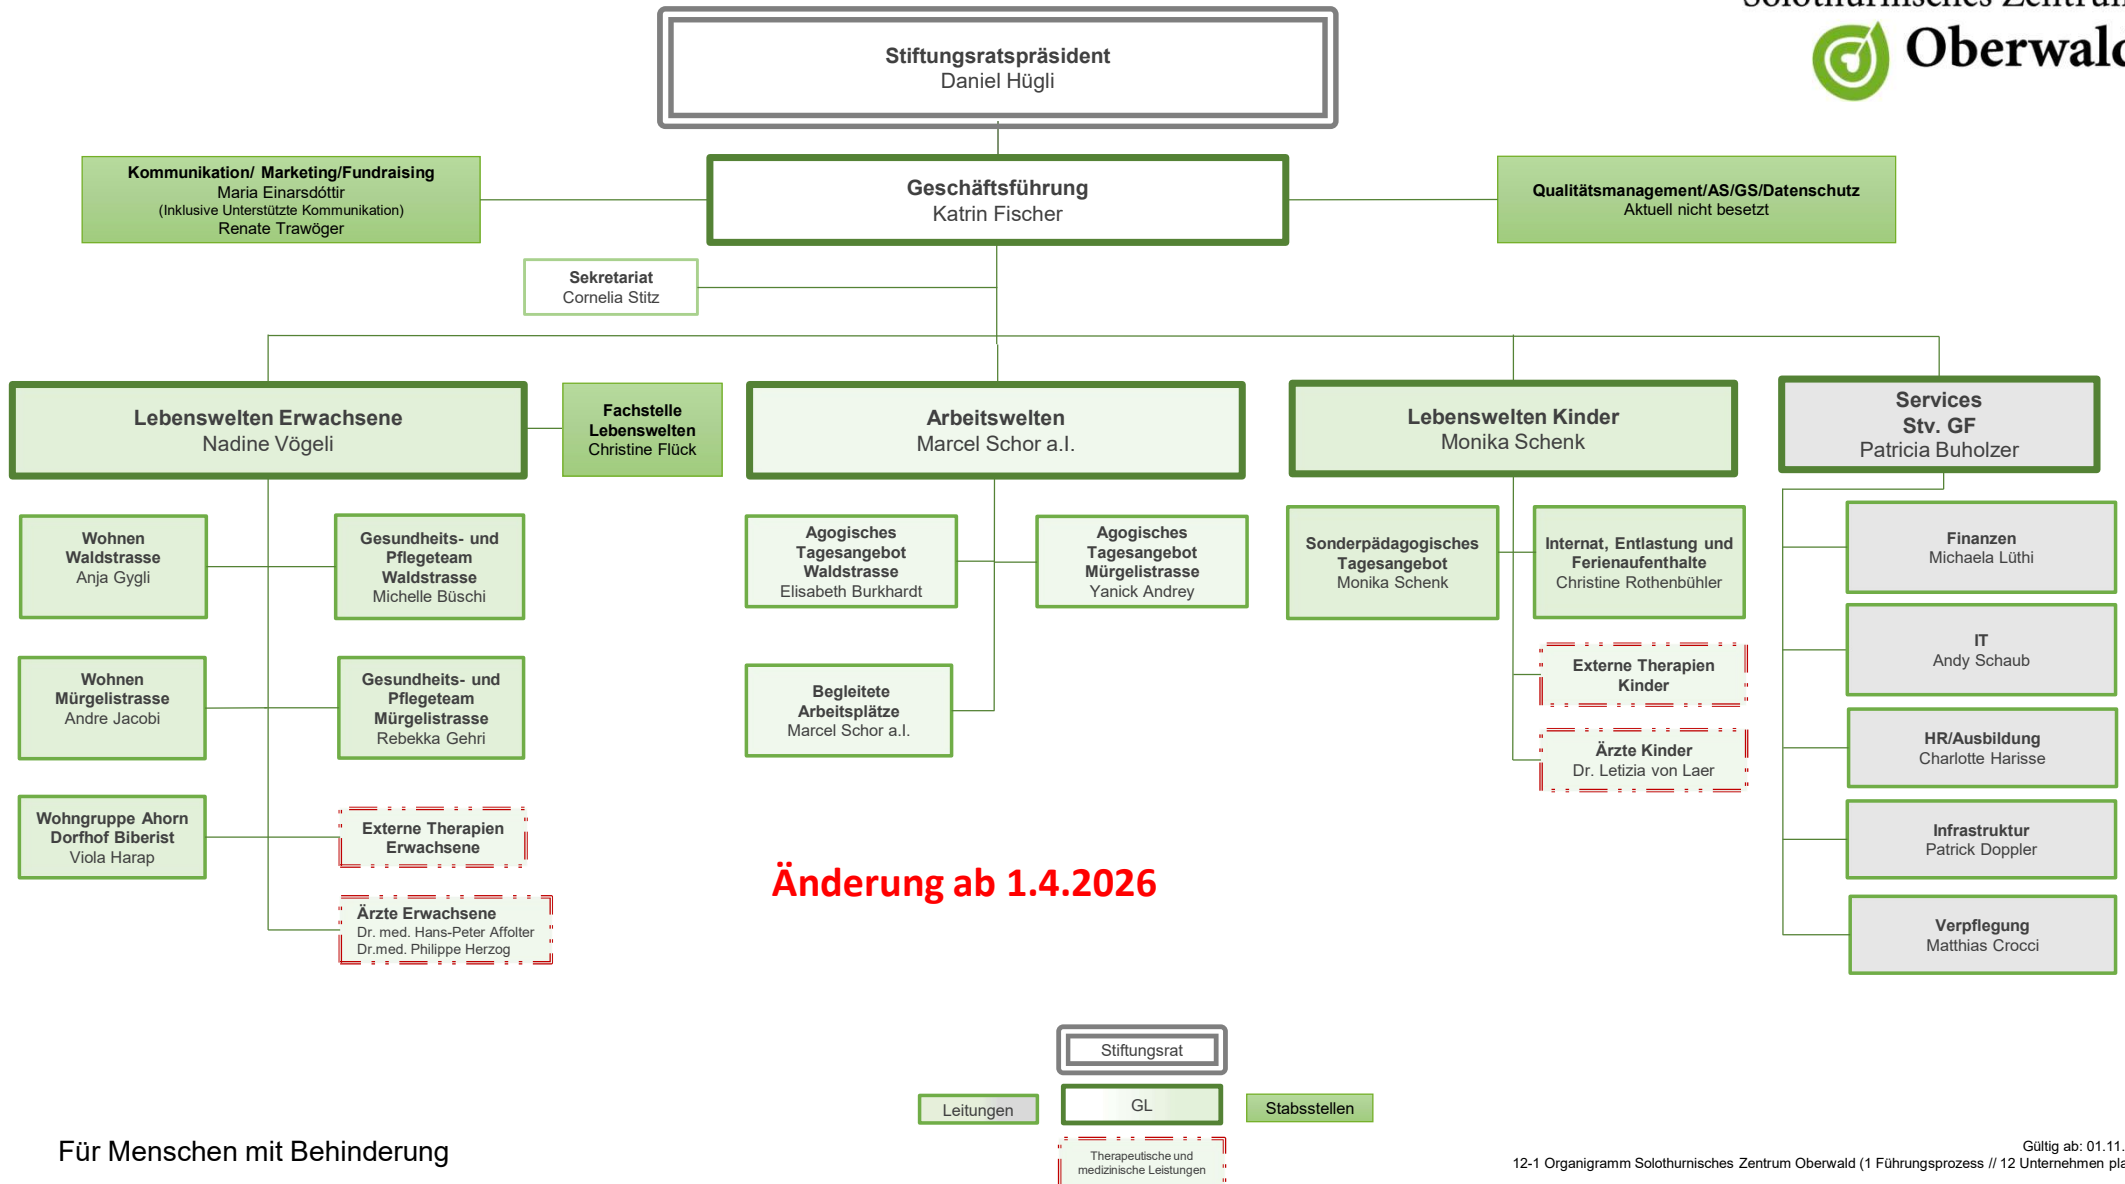 Solothurnisches Zentrum
Oberwald
Stiftungsratspräsident
Daniel Hügli
Kommunikation/ Marketing/Fundraising
Maria Einarsdóttir
(Inklusive Unterstützte Kommunikation)
Renate Trawöger
Geschäftsführung
Katrin Fischer
Qualitätsmanagement/AS/GS/Datenschutz
Aktuell nicht besetzt
Sekretariat
Cornelia Stitz
Lebenswelten Erwachsene
Nadine Vögeli
Fachstelle
Lebenswelten
Christine Flück
Arbeitswelten
Marcel Schor a.I.
Lebenswelten Kinder
Monika Schenk
Services
Stv. GF
Patricia Buholzer
Wohnen
Waldstrasse
Anja Gygli
Gesundheits- und
Pflegeteam
Waldstrasse
Michelle Büschi
Agogisches
Tagesangebot
Waldstrasse
Elisabeth Burkhardt
Agogisches
Tagesangebot
Mürgelistrasse
Yanick Andrey
Sonderpädagogisches
Tagesangebot
Monika Schenk
Internat, Entlastung und
Ferienaufenthalte
Christine Rothenbühler
Finanzen
Michaela Lüthi
Wohnen
Mürgelistrasse
Andre Jacobi
Gesundheits- und
Pflegeteam
Mürgelistrasse
Rebekka Gehri
Begleitete
Arbeitsplätze
Marcel Schor a.I.
Externe Therapien
Kinder
IT
Andy Schaub
Ärzte Kinder
Dr. Letizia von Laer
HR/Ausbildung
Charlotte Harisse
Wohngruppe Ahorn
Dorfhof Biberist
Viola Harap
Externe Therapien
Erwachsene
Infrastruktur
Patrick Doppler
Änderung ab 1.4.2026
Ärzte Erwachsene
Dr. med. Hans-Peter Affolter
Dr.med. Philippe Herzog
Verpflegung
Matthias Crocci
Stiftungsrat
Leitungen
GL
Stabsstellen
Therapeutische und
medizinische Leistungen
Für Menschen mit Behinderung
Gültig ab: 01.11.
12-1 Organigramm Solothurnisches Zentrum Oberwald (1 Führungsprozess // 12 Unternehmen pla